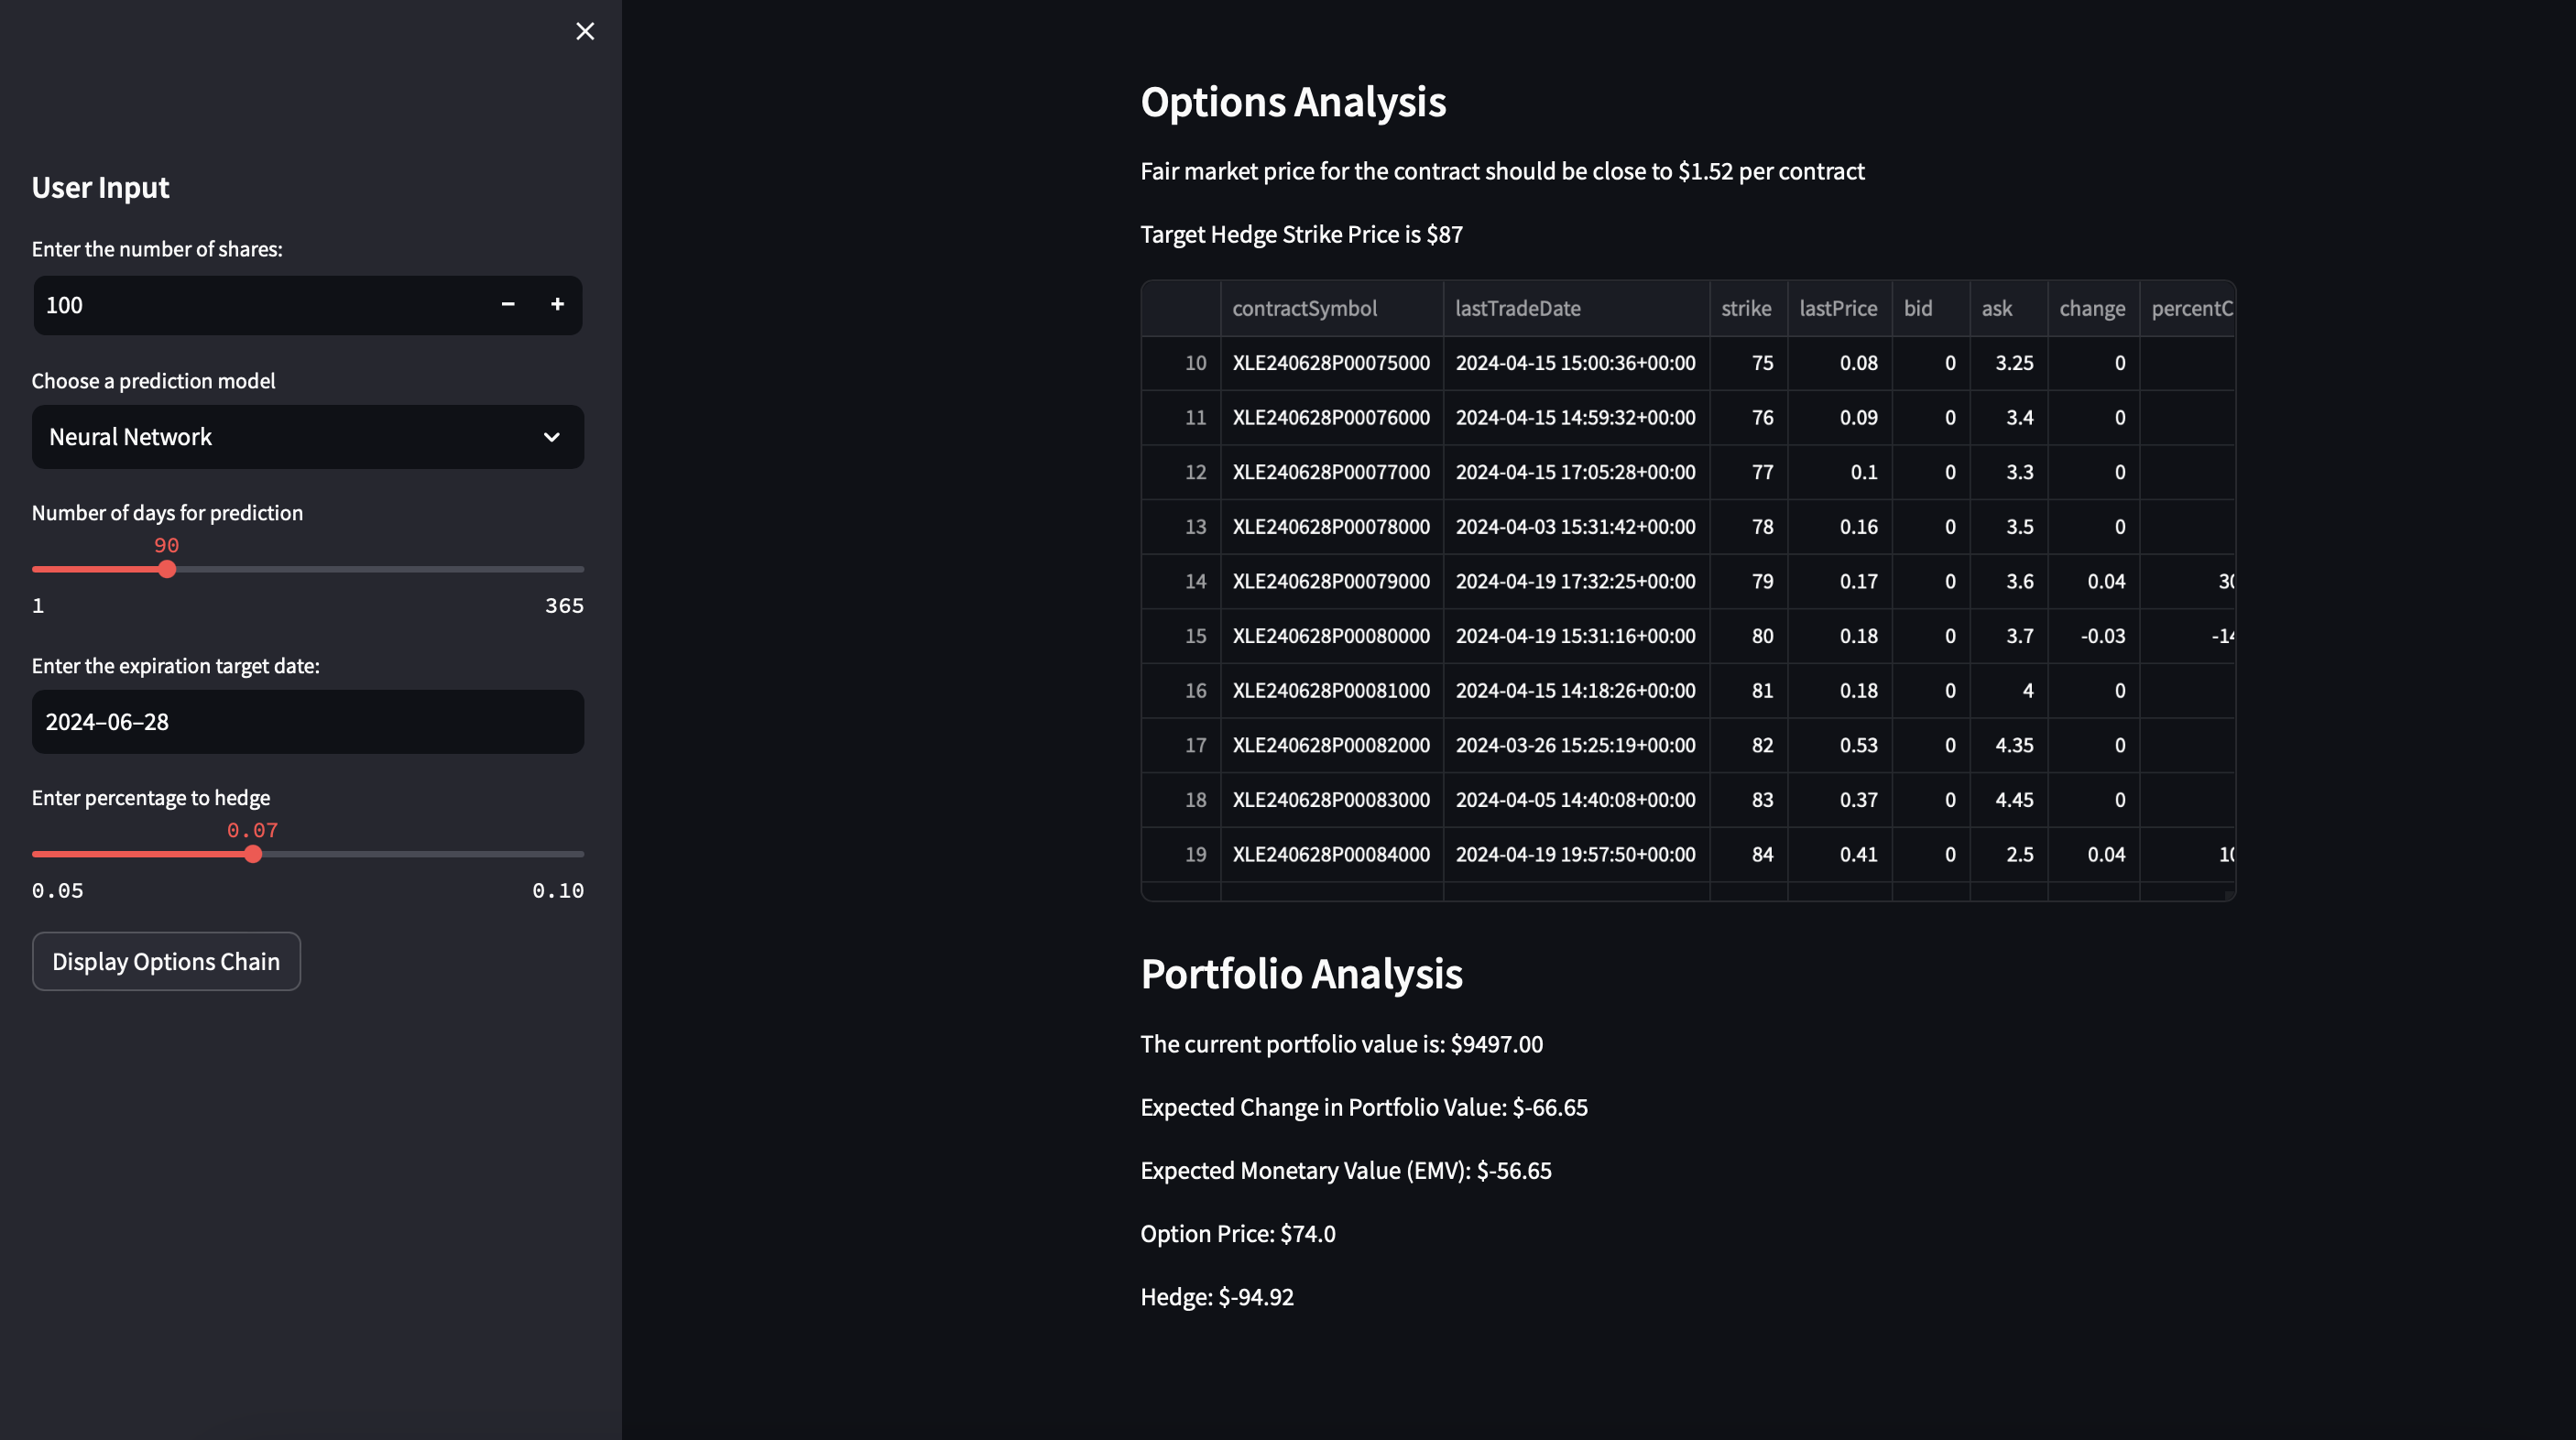 User Input
Enter the number of shares:
100
Choose a prediction model
Neural Network
Number of days for prediction
90
1 365
Enter the expiration target date:
2024–06–28
Enter percentage to hedge
0.07
0.05 0.10
Display Options Chain
Options Analysis
Fair market price for the contract should be close to $1.52 per contract
Target Hedge Strike Price is $87
contractSymbol lastTradeDate strike lastPrice bid ask change percentC
10 XLE240628P00075000 2024-04-15 15:00:36+00:00 75 0.08 0 3.25 0
11 XLE240628P00076000 2024-04-15 14:59:32+00:00 76 0.09 0 3.4 0
12 XLE240628P00077000 2024-04-15 17:05:28+00:00 77 0.1 0 3.3 0
13 XLE240628P00078000 2024-04-03 15:31:42+00:00 78 0.16 0 3.5 0
14 XLE240628P00079000 2024-04-19 17:32:25+00:00 79 0.17 0 3.6 0.04 30
15 XLE240628P00080000 2024-04-19 15:31:16+00:00 80 0.18 0 3.7 -0.03 -14
16 XLE240628P00081000 2024-04-15 14:18:26+00:00 81 0.18 0 4 0
17 XLE240628P00082000 2024-03-26 15:25:19+00:00 82 0.53 0 4.35 0
18 XLE240628P00083000 2024-04-05 14:40:08+00:00 83 0.37 0 4.45 0
19 XLE240628P00084000 2024-04-19 19:57:50+00:00 84 0.41 0 2.5 0.04 10
Portfolio Analysis
The current portfolio value is: $9497.00
Expected Change in Portfolio Value: $-66.65
Expected Monetary Value (EMV): $-56.65
Option Price: $74.0
Hedge: $-94.92